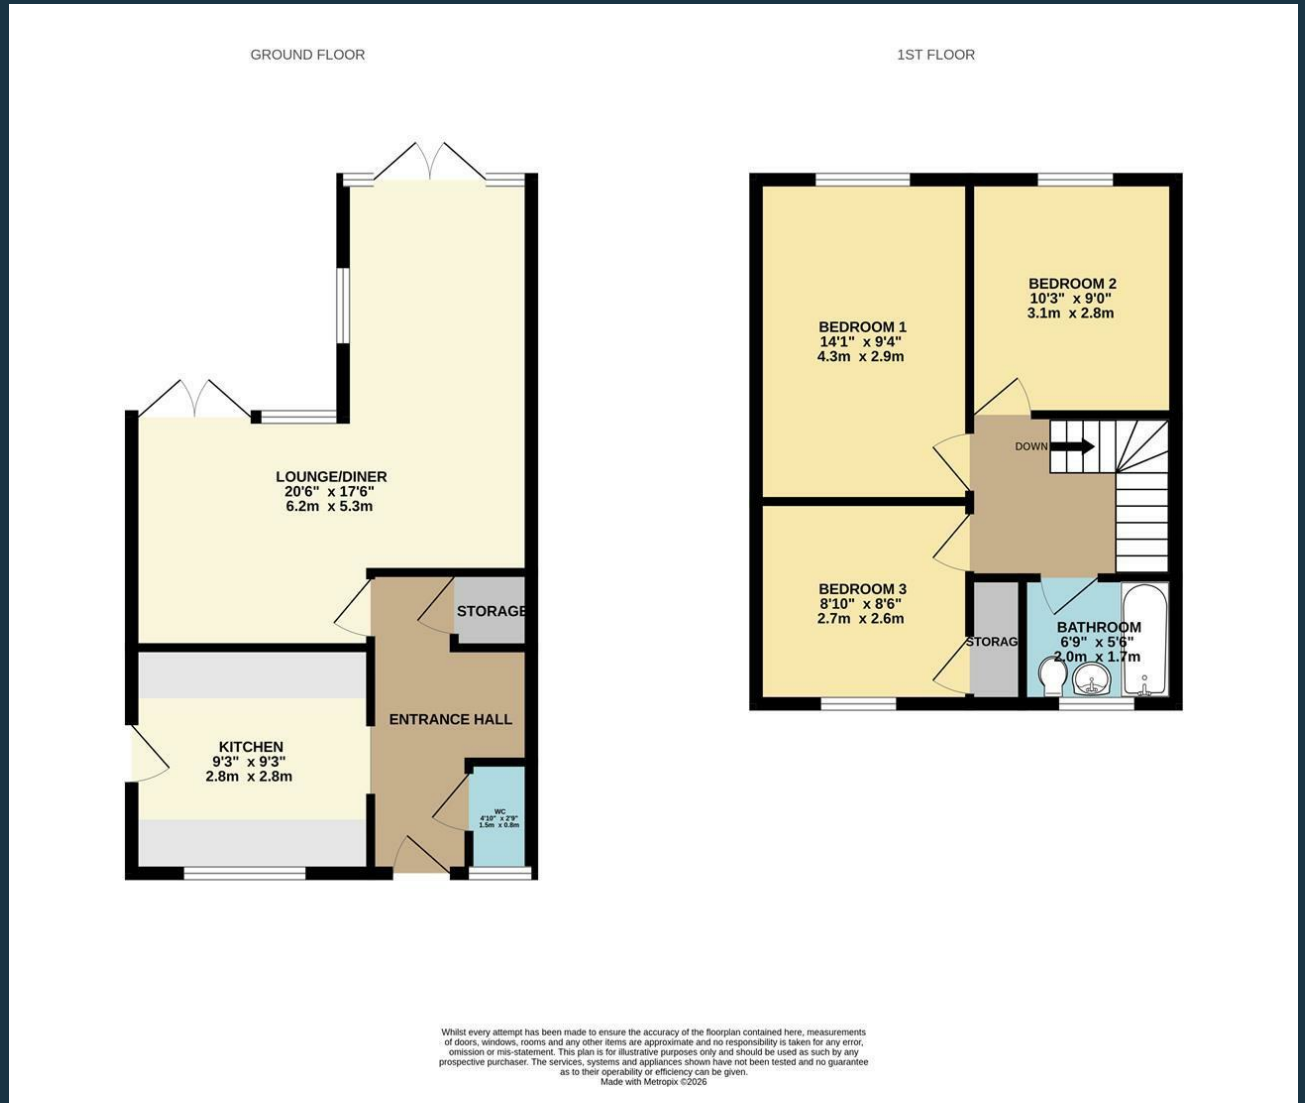 GROUND FLOOR
1ST FLOOR
LOUNGE/DINER
20'6" x 17'6"
6.2m x 5.3m
STORAGE
ENTRANCE HALL
KITCHEN
9'3" x 9'3"
2.8m x 2.8m
WC
4'10" x 2'9"
1.5m x 0.8m
BEDROOM 1
14'1" x 9'4"
4.3m x 2.9m
BEDROOM 2
10'3" x 9'0"
3.1m x 2.8m
DOWN
BEDROOM 3
8'10" x 8'6"
2.7m x 2.6m
STORAG
BATHROOM
6'9" x 5'6"
2.0m x 1.7m
Whilst every attempt has been made to ensure the accuracy of the floorplan contained here, measurements
of doors, windows, rooms and any other items are approximate and no responsibility is taken for any error,
omission or mis-statement. This plan is for illustrative purposes only and should be used as such by any
prospective purchaser. The services, systems and appliances shown have not been tested and no guarantee
as to their operability or efficiency can be given.
Made with Metropix ©2026